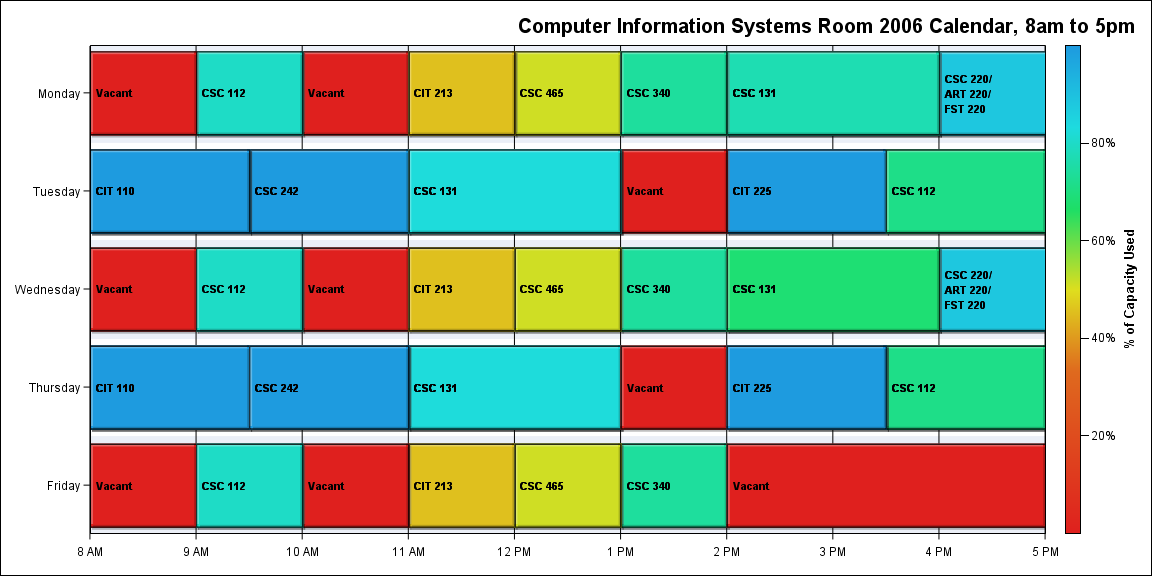 Computer Information Systems Room 2006 Calendar, 8am to 5pm
Monday
Vacant
CSC 112
Vacant
CIT 213
CSC 465
CSC 340
CSC 131
CSC 220/
ART 220/
FST 220
Tuesday
CIT 110
CSC 242
CSC 131
Vacant
CIT 225
CSC 112
Wednesday
Vacant
CSC 112
Vacant
CIT 213
CSC 465
CSC 340
CSC 131
CSC 220/
ART 220/
FST 220
Thursday
CIT 110
CSC 242
CSC 131
Vacant
CIT 225
CSC 112
Friday
Vacant
CSC 112
Vacant
CIT 213
CSC 465
CSC 340
Vacant
8 AM
9 AM
10 AM
11 AM
12 PM
1 PM
2 PM
3 PM
4 PM
5 PM
80%
60%
40%
20%
% of Capacity Used